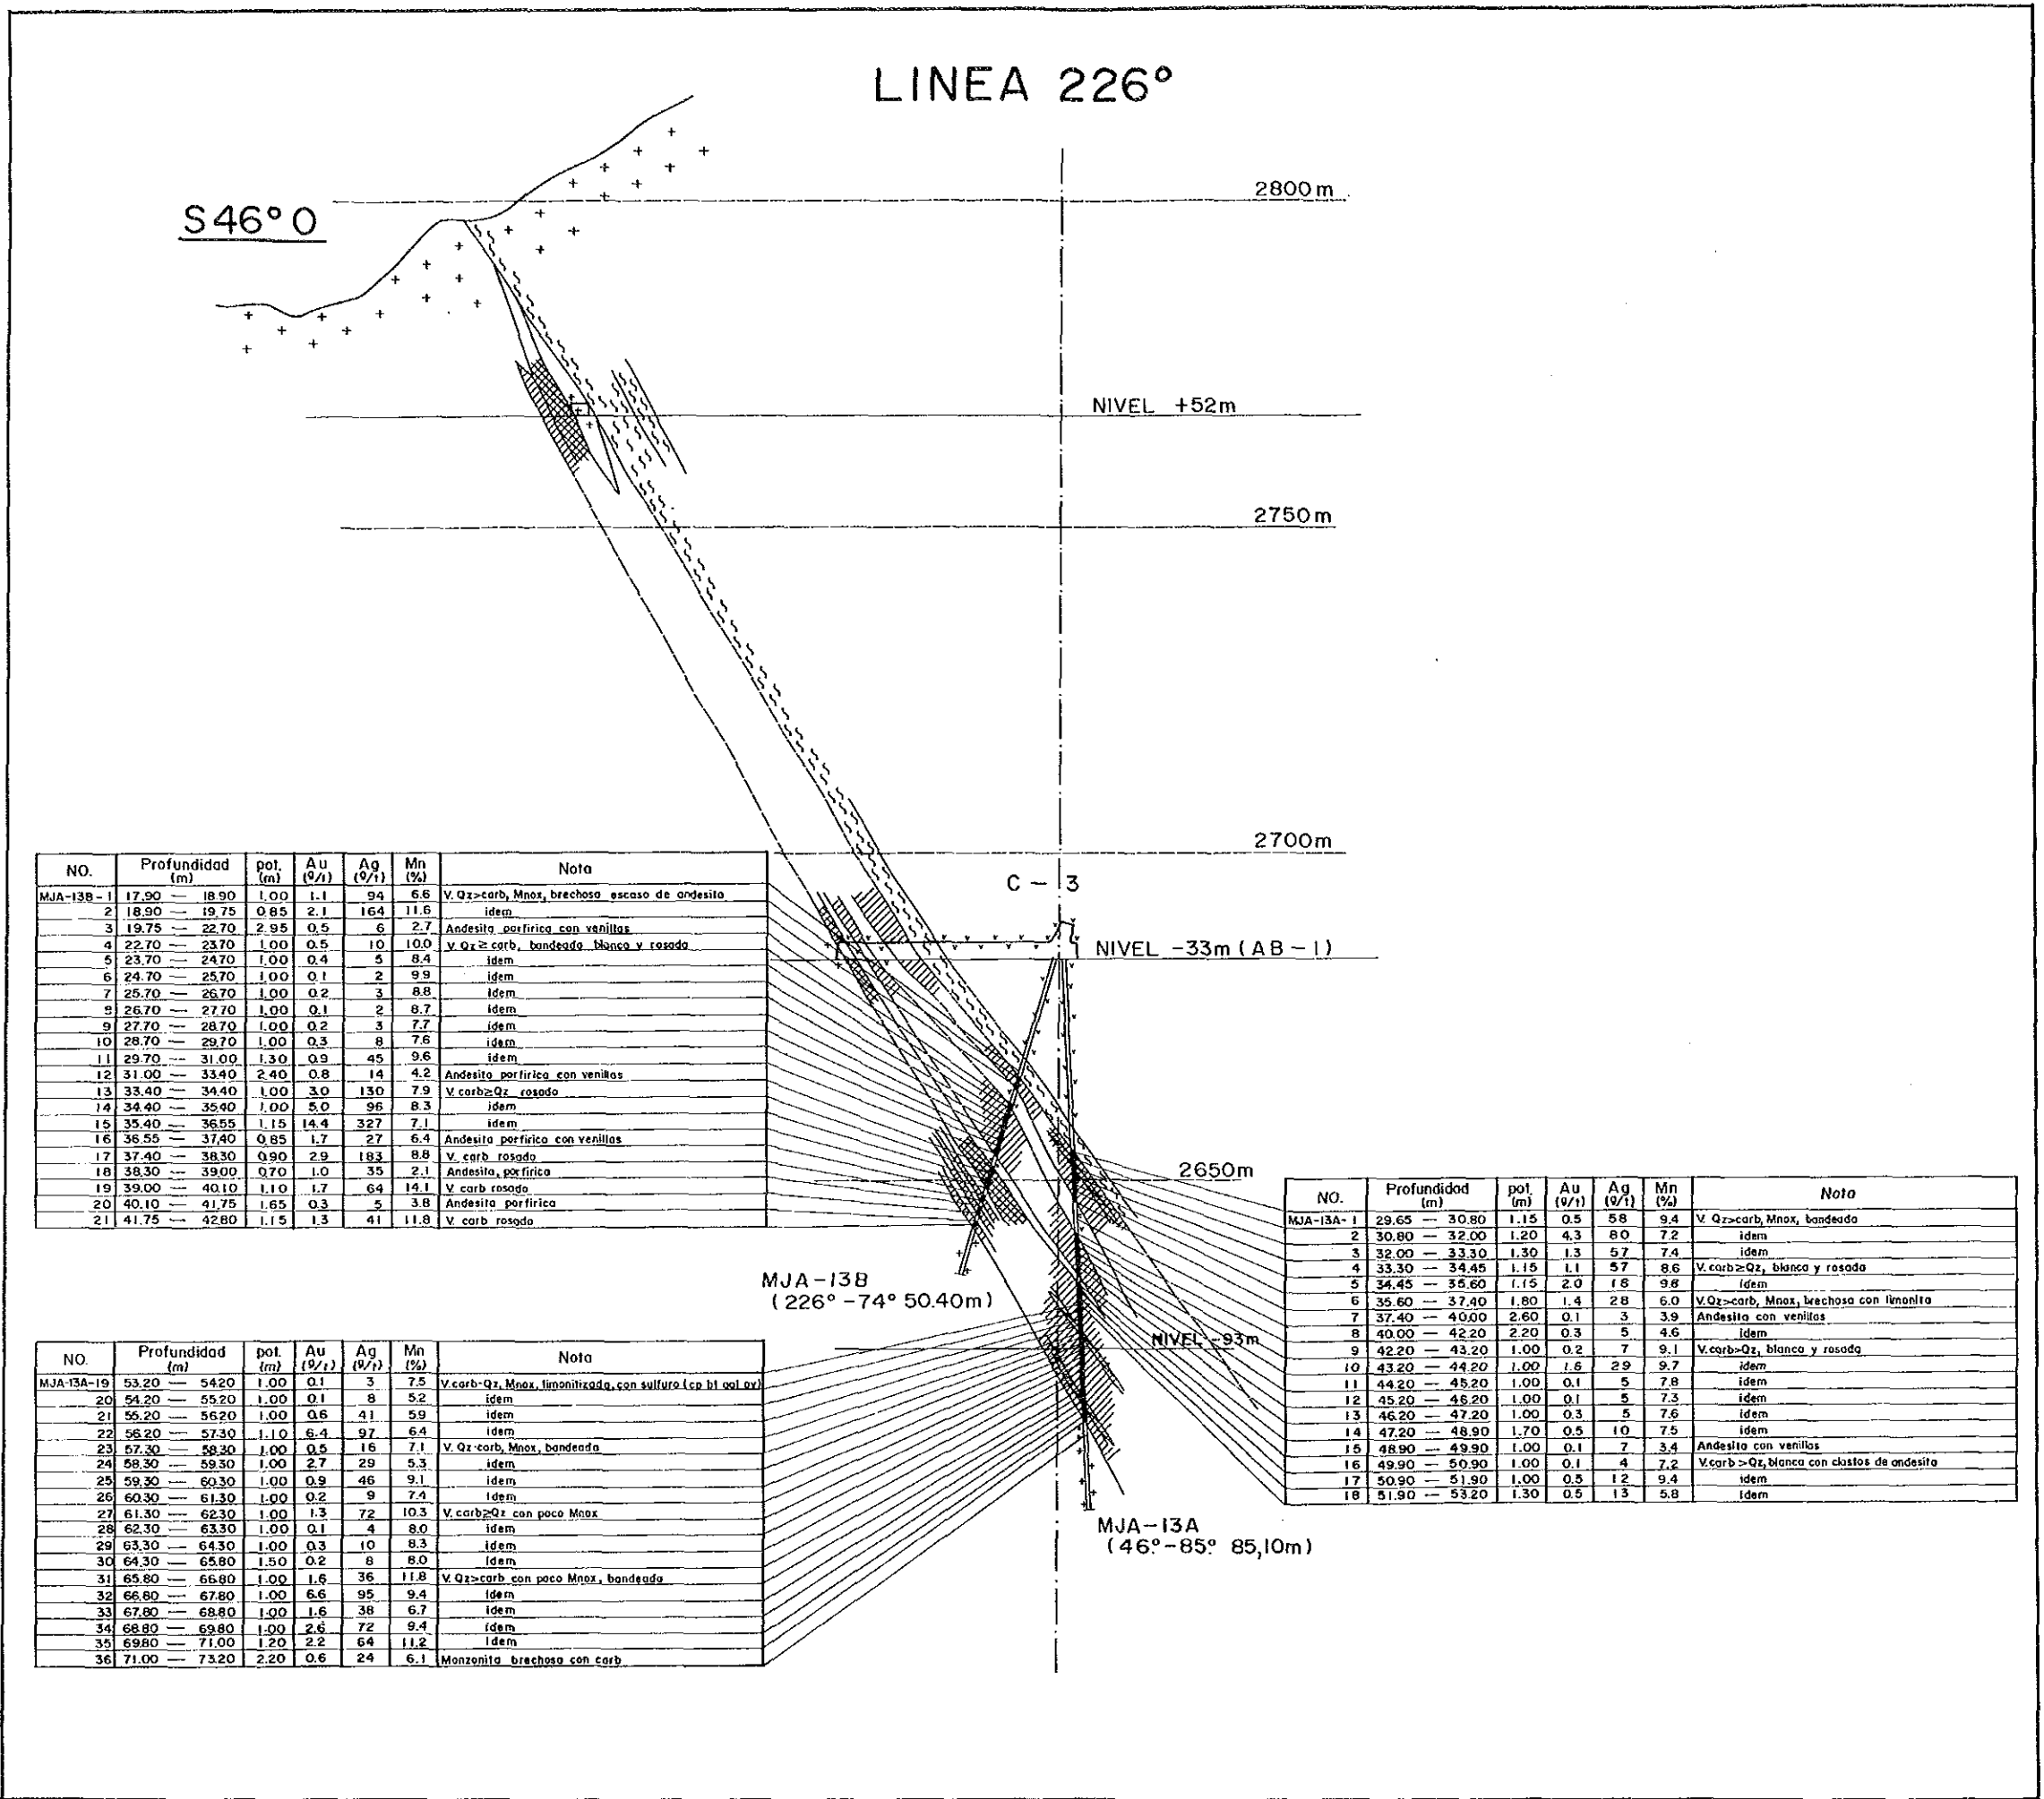 LINEA 226°
S46°O
2800m
NIVEL +52m
2750m
2700m
C-3
NIVEL -33m (AB-1)
2650m
NO. Profundidad (m) pot. (m) Au (g/t) Ag (g/t) Mn (%) Nota
MJA-13B-1 17.90 — 18.90 1.00 1.1 94 6.6 V. Qz>carb, Mnox, brechosa escaso de andesita
2 18.90 — 19.75 0.85 2.1 164 11.6 idem
3 19.75 — 22.70 2.95 0.5 6 2.7 Andesita porfirica con venillas
4 22.70 — 23.70 1.00 0.5 10 10.0 V. Qz≥carb, bandeada blanca y rosada
5 23.70 — 24.70 1.00 0.4 5 8.4 idem
6 24.70 — 25.70 1.00 0.1 2 9.9 idem
7 25.70 — 26.70 1.00 0.2 3 8.8 idem
9 26.70 — 27.70 1.00 0.1 2 8.7 idem
9 27.70 — 28.70 1.00 0.2 3 7.7 idem
10 28.70 — 29.70 1.00 0.3 8 7.6 idem
11 29.70 — 31.00 1.30 0.9 45 9.6 idem
12 31.00 — 33.40 2.40 0.8 14 4.2 Andesita porfirica con venillas
13 33.40 — 34.40 1.00 3.0 130 7.9 V. carb≥Qz rosado
14 34.40 — 35.40 1.00 5.0 96 8.3 idem
15 35.40 — 36.55 1.15 14.4 327 7.1 idem
16 36.55 — 37.40 0.85 1.7 27 6.4 Andesita porfirica con venillas
17 37.40 — 38.30 0.90 2.9 183 8.8 V. carb rosado
18 38.30 — 39.00 0.70 1.0 35 2.1 Andesita, porfirica
19 39.00 — 40.10 1.10 1.7 64 14.1 V. carb rosado
20 40.10 — 41.75 1.65 0.3 5 3.8 Andesita porfirica
21 41.75 — 42.80 1.15 1.3 41 11.8 V. carb rosado
NO. Profundidad (m) pot. (m) Au (g/t) Ag (g/t) Mn (%) Nota
MJA-13A-1 29.65 — 30.80 1.15 0.5 58 9.4 V. Qz>carb, Mnox, bandeada
2 30.80 — 32.00 1.20 4.3 80 7.2 idem
3 32.00 — 33.30 1.30 1.3 57 7.4 idem
4 33.30 — 34.45 1.15 1.1 57 8.6 V. carb≥Qz, blanca y rosada
5 34.45 — 35.60 1.15 2.0 18 9.8 idem
6 35.60 — 37.40 1.80 1.4 28 6.0 V. Qz>carb, Mnox, brechosa con limonita
7 37.40 — 40.00 2.60 0.1 3 3.9 Andesita con venillas
8 40.00 — 42.20 2.20 0.3 5 4.6 idem
9 42.20 — 43.20 1.00 0.2 7 9.1 V. carb>Qz, blanca y rosada
10 43.20 — 44.20 1.00 1.6 29 9.7 idem
11 44.20 — 45.20 1.00 0.1 5 7.8 idem
12 45.20 — 46.20 1.00 0.1 5 7.3 idem
13 46.20 — 47.20 1.00 0.3 5 7.6 idem
14 47.20 — 48.90 1.70 0.5 10 7.5 idem
15 48.90 — 49.90 1.00 0.1 7 3.4 Andesita con venillas
16 49.90 — 50.90 1.00 0.1 4 7.2 V. carb>Qz, blanca con clastos de andesita
17 50.90 — 51.90 1.00 0.5 12 9.4 idem
18 51.90 — 53.20 1.30 0.5 13 5.8 idem
MJA-13B
(226° -74° 50.40m)
NIVEL -93m
NO. Profundidad (m) pot. (m) Au (g/t) Ag (g/t) Mn (%) Nota
MJA-13A-19 53.20 — 54.20 1.00 0.1 3 7.5 V. carb-Qz, Mnox, limonitizada, con sulfuro (cp bt gal py)
20 54.20 — 55.20 1.00 0.1 8 5.2 idem
21 55.20 — 56.20 1.00 0.6 41 5.9 idem
22 56.20 — 57.30 1.10 6.4 97 6.4 idem
23 57.30 — 58.30 1.00 0.5 16 7.1 V. Qz-carb, Mnox, bandeada
24 58.30 — 59.30 1.00 2.7 29 5.3 idem
25 59.30 — 60.30 1.00 0.9 46 9.1 idem
26 60.30 — 61.30 1.00 0.2 9 7.4 idem
27 61.30 — 62.30 1.00 1.3 72 10.3 V. carb≥Qz con poco Mnox
28 62.30 — 63.30 1.00 0.1 4 8.0 idem
29 63.30 — 64.30 1.00 0.3 10 8.3 idem
30 64.30 — 65.80 1.50 0.2 8 8.0 idem
31 65.80 — 66.80 1.00 1.6 36 11.8 V. Qz>carb con poco Mnox, bandeada
32 66.80 — 67.80 1.00 6.6 95 9.4 idem
33 67.80 — 68.80 1.00 1.6 38 6.7 idem
34 68.80 — 69.80 1.00 2.6 72 9.4 idem
35 69.80 — 71.00 1.20 2.2 64 11.2 idem
36 71.00 — 73.20 2.20 0.6 24 6.1 Monzonita brechosa con carb
MJA-13A
(46° -85° 85,10m)